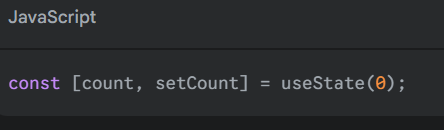 JavaScript
const [count, setCount] = useState(0);